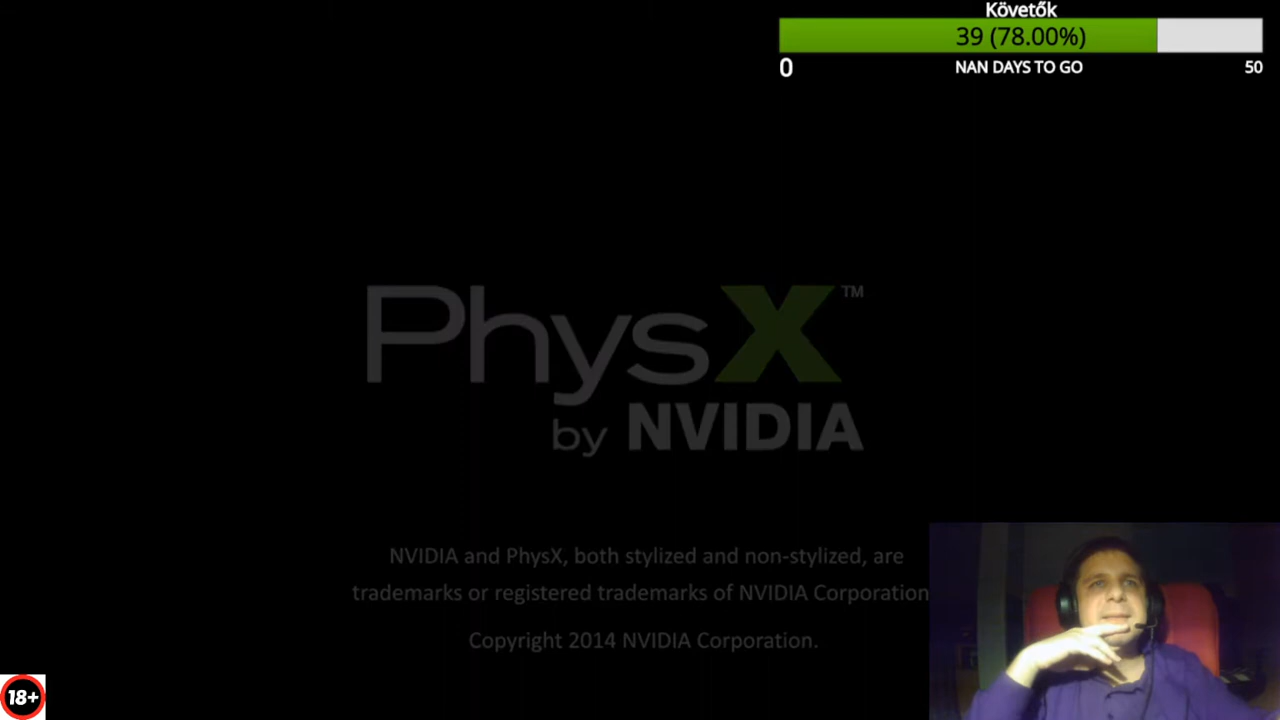 Követők
39 (78.00%)
0 NAN DAYS TO GO 50
PhysX™
by NVIDIA
NVIDIA and PhysX, both stylized and non-stylized, are
trademarks or registered trademarks of NVIDIA Corporation
Copyright 2014 NVIDIA Corporation.
18+